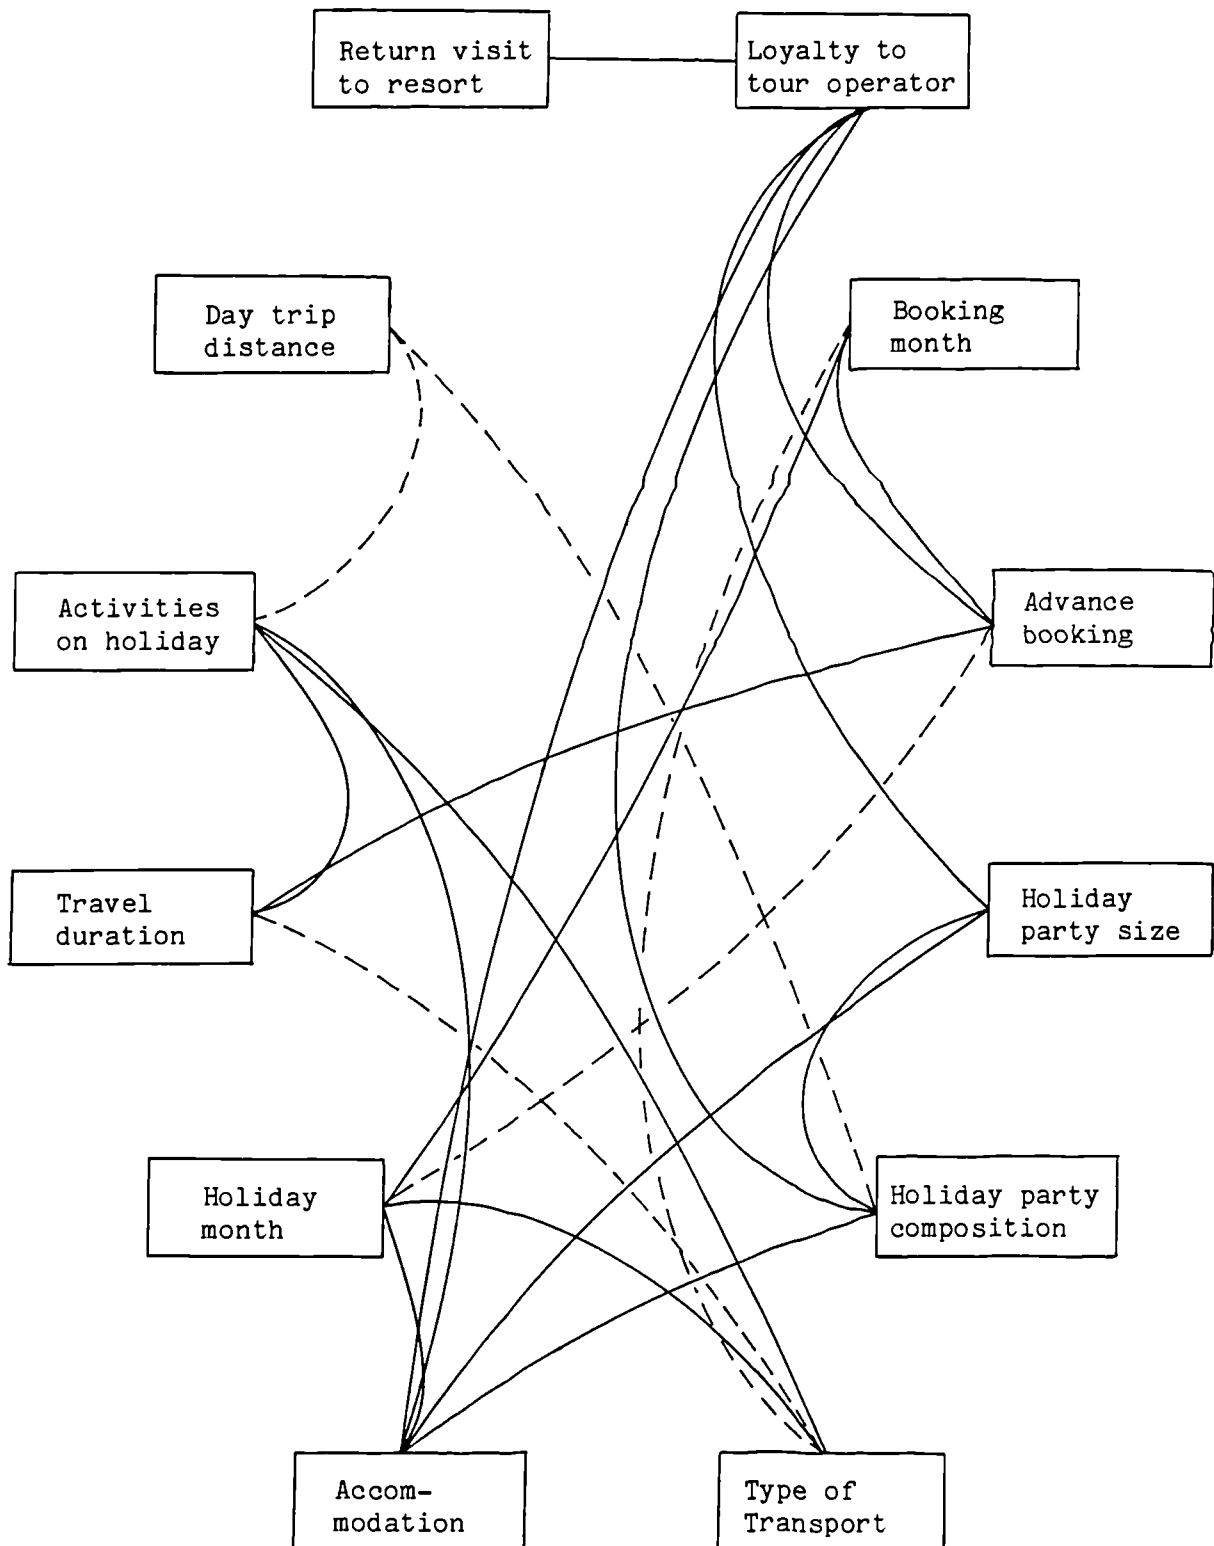 Return visit
to resort
Loyalty to
tour operator
Day trip
distance
Booking
month
Activities
on holiday
Advance
booking
Travel
duration
Holiday
party size
Holiday
month
Holiday party
composition
Accom-
modation
Type of
Transport